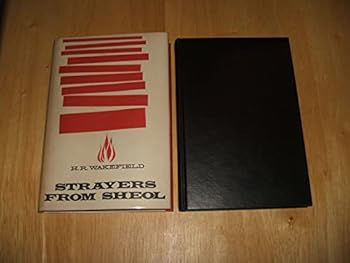 H. R. WAKEFIELD
STRAYERS
FROM SHEOL